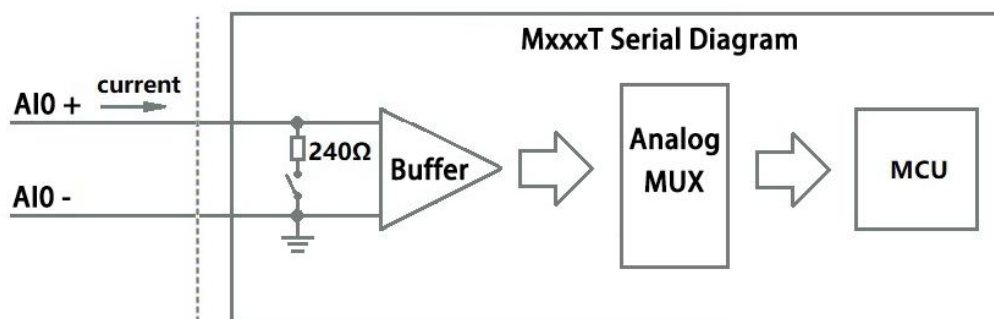 MxxxT Serial Diagram
current
AI0 +
240Ω
Buffer
Analog
MUX
MCU
AI0 -